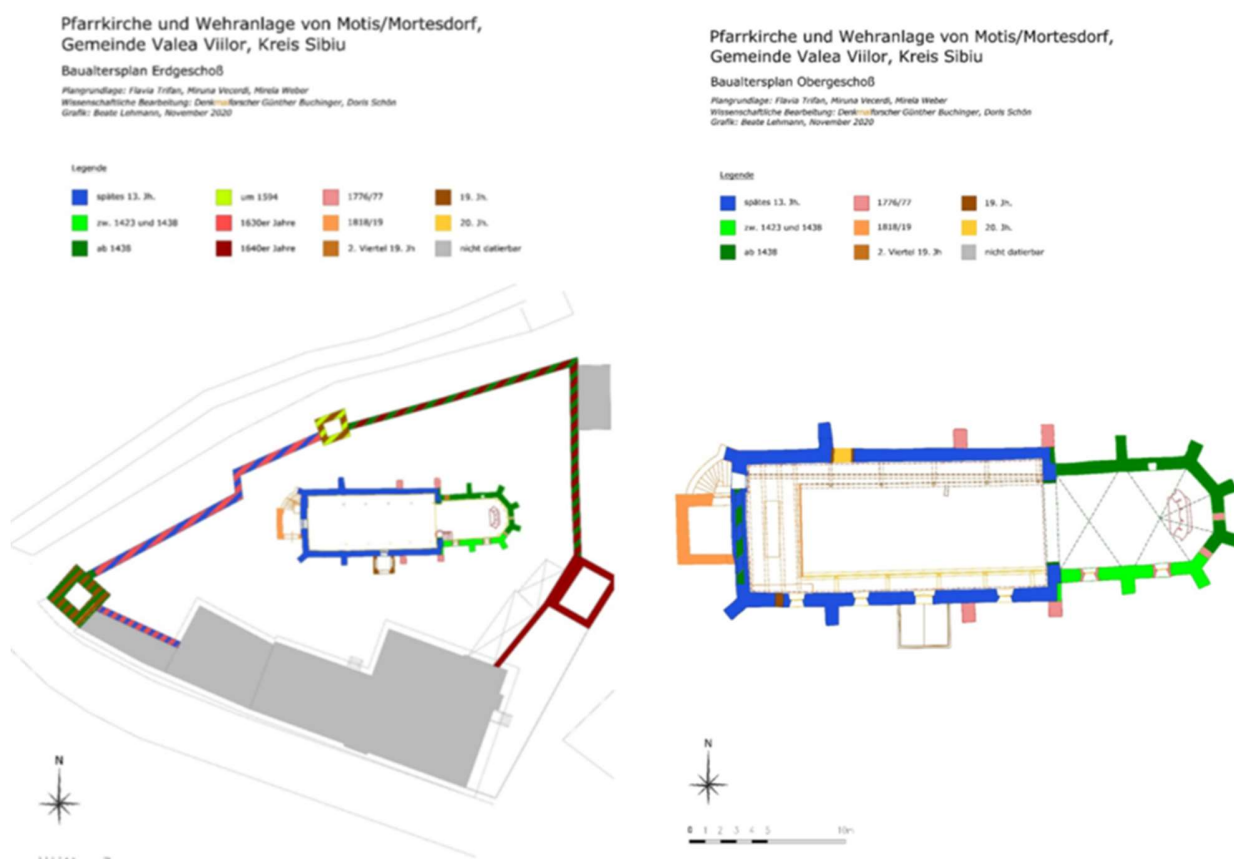 Pfarrkirche und Wehranlage von Motis/Mortesdorf,
Gemeinde Valea Viilor, Kreis Sibiu
Baualtersplan Erdgeschoß
Plangrundlage: Flavia Trifan, Miruna Vecerdi, Mirela Weber
Wissenschaftliche Bearbeitung: Denkmalforscher Günther Buchinger, Doris Schön
Grafik: Beate Lehmann, November 2020
Legende
spätes 13. Jh.
um 1594
1776/77
19. Jh.
zw. 1423 und 1438
1630er Jahre
1818/19
20. Jh.
ab 1438
1640er Jahre
2. Viertel 19. Jh
nicht datierbar
N
Pfarrkirche und Wehranlage von Motis/Mortesdorf,
Gemeinde Valea Viilor, Kreis Sibiu
Baualtersplan Obergeschoß
Plangrundlage: Flavia Trifan, Miruna Vecerdi, Mirela Weber
Wissenschaftliche Bearbeitung: Denkmalforscher Günther Buchinger, Doris Schön
Grafik: Beate Lehmann, November 2020
Legende
spätes 13. Jh.
1776/77
19. Jh.
zw. 1423 und 1438
1818/19
20. Jh.
ab 1438
2. Viertel 19. Jh
nicht datierbar
N
0 1 2 3 4 5 10m